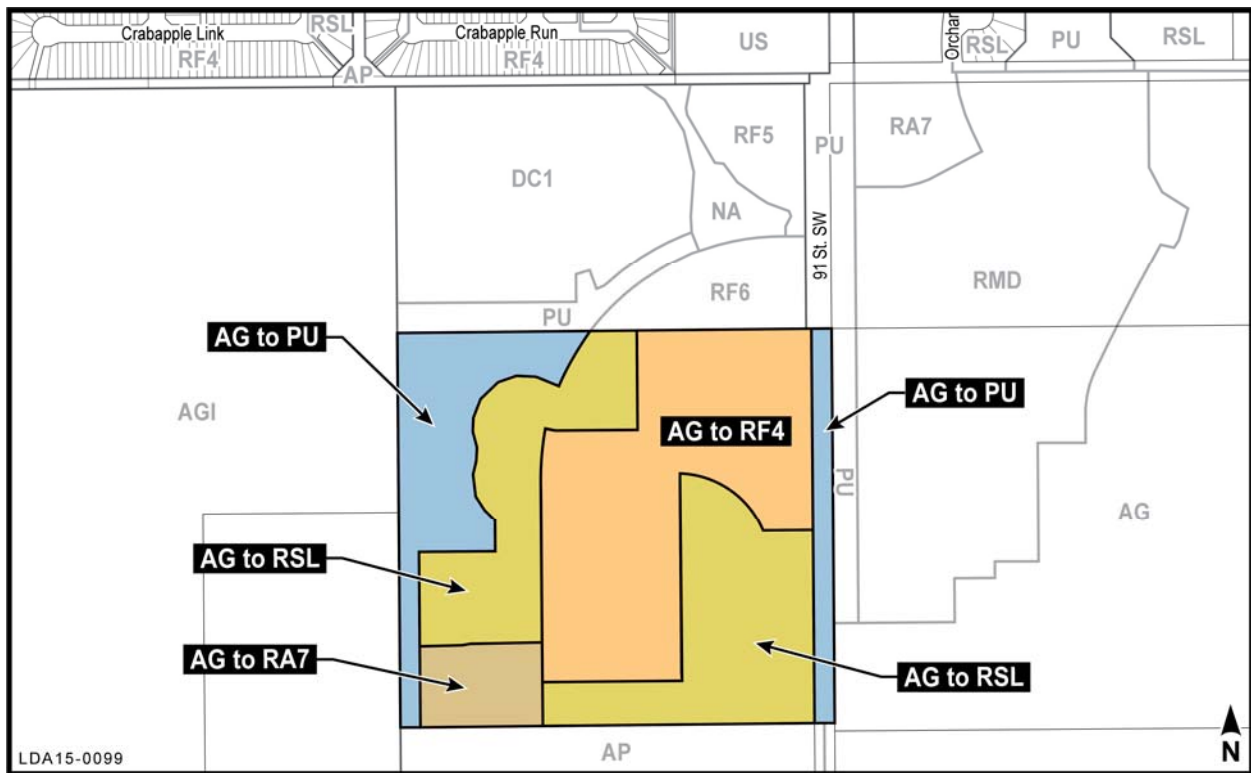 RSL
Crabapple Link
RF4
AP
Crabapple Run
RF4
US
Orchar
RSL
PU
RSL
DC1
RF5
NA
PU
91 St. SW
RA7
RMD
RF6
PU
AG to PU
AGI
AG to RF4
AG to PU
PU
AG
AG to RSL
AG to RA7
AG to RSL
AP
LDA15-0099
N